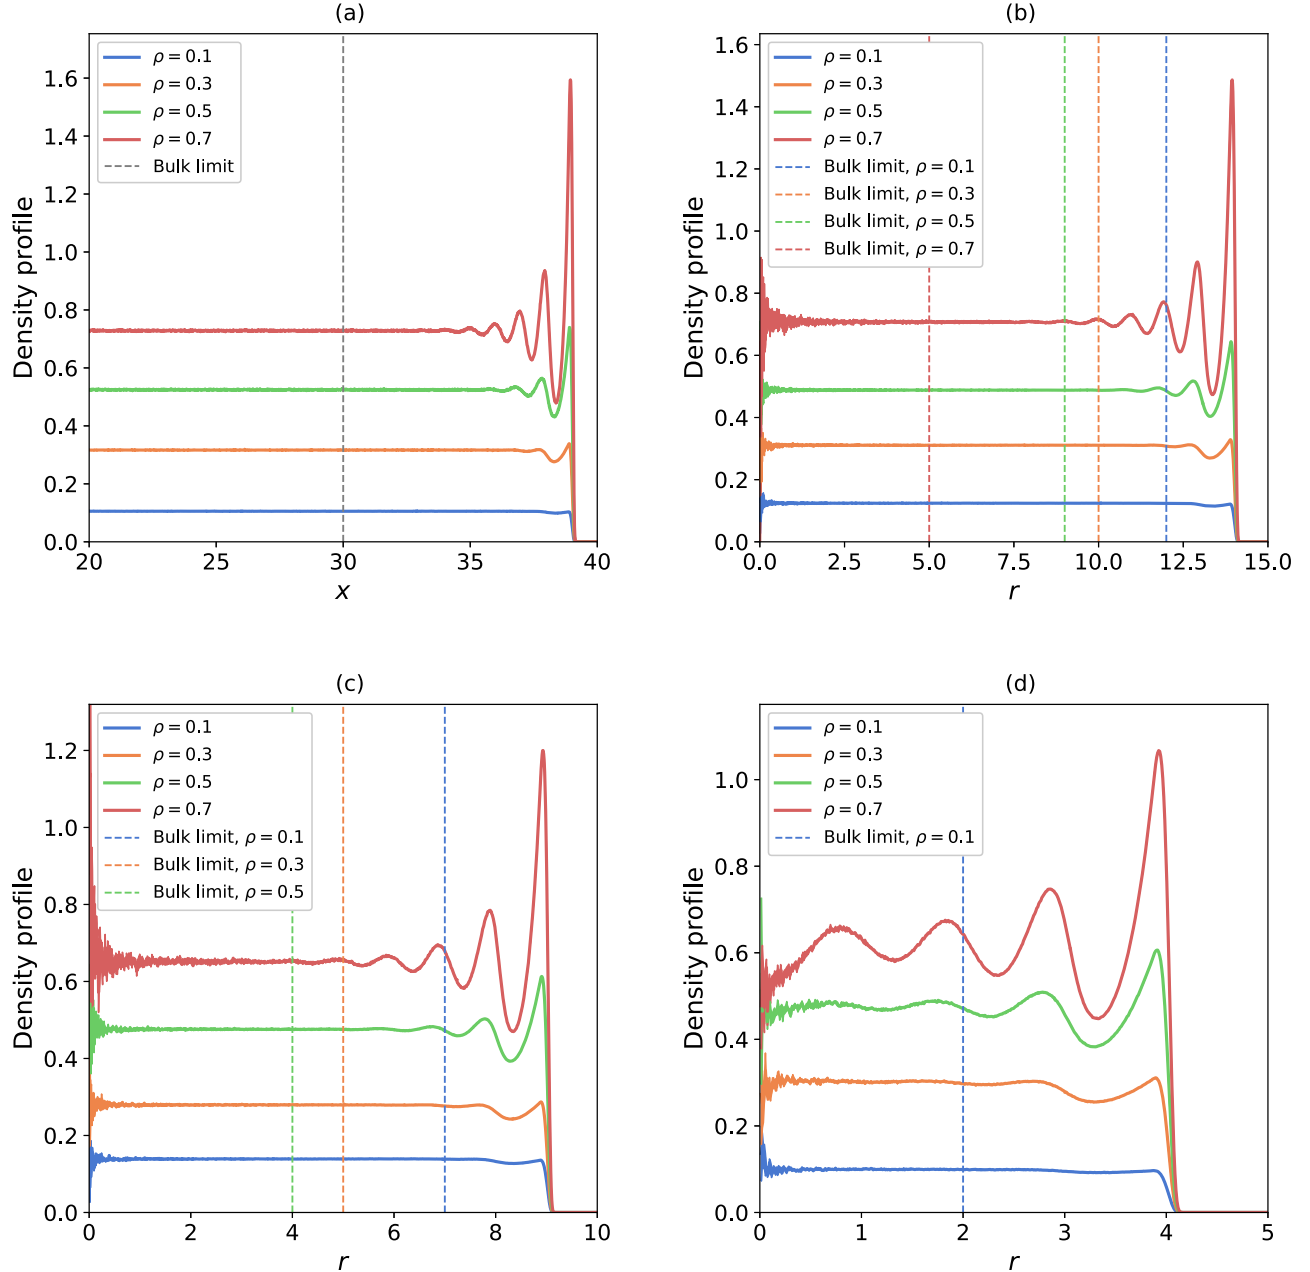 (a)
Density profile
1.6
1.4
1.2
1.0
0.8
0.6
0.4
0.2
0.0
ρ = 0.1
ρ = 0.3
ρ = 0.5
ρ = 0.7
Bulk limit
20 25 30 35 40
x
(b)
Density profile
1.6
1.4
1.2
1.0
0.8
0.6
0.4
0.2
0.0
ρ = 0.1
ρ = 0.3
ρ = 0.5
ρ = 0.7
Bulk limit, ρ = 0.1
Bulk limit, ρ = 0.3
Bulk limit, ρ = 0.5
Bulk limit, ρ = 0.7
0.0 2.5 5.0 7.5 10.0 12.5 15.0
r
(c)
Density profile
1.2
1.0
0.8
0.6
0.4
0.2
0.0
ρ = 0.1
ρ = 0.3
ρ = 0.5
ρ = 0.7
Bulk limit, ρ = 0.1
Bulk limit, ρ = 0.3
Bulk limit, ρ = 0.5
0 2 4 6 8 10
r
(d)
Density profile
1.0
0.8
0.6
0.4
0.2
0.0
ρ = 0.1
ρ = 0.3
ρ = 0.5
ρ = 0.7
Bulk limit, ρ = 0.1
0 1 2 3 4 5
r